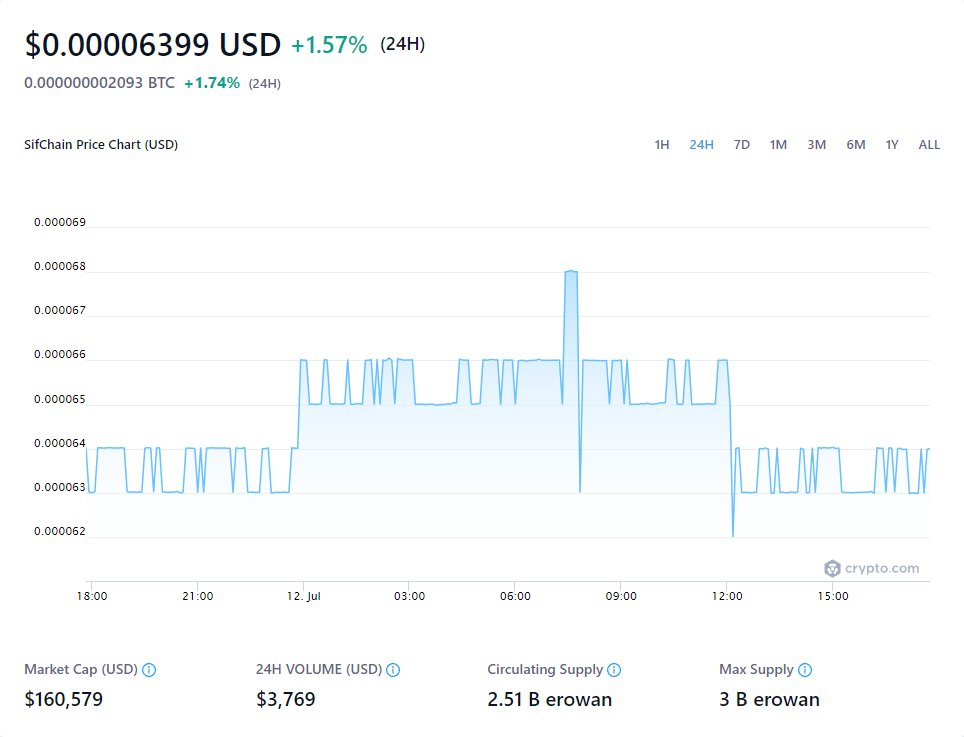 $0.00006399 USD +1.57% (24H)
0.000000002093 BTC +1.74% (24H)
SifChain Price Chart (USD) 1H 24H 7D 1M 3M 6M 1Y ALL
0.000069
0.000068
0.000067
0.000066
0.000065
0.000064
0.000063
0.000062
crypto.com
18:00 21:00 12. Jul 03:00 06:00 09:00 12:00 15:00
Market Cap (USD) 24H VOLUME (USD) Circulating Supply Max Supply
$160,579 $3,769 2.51 B erowan 3 B erowan